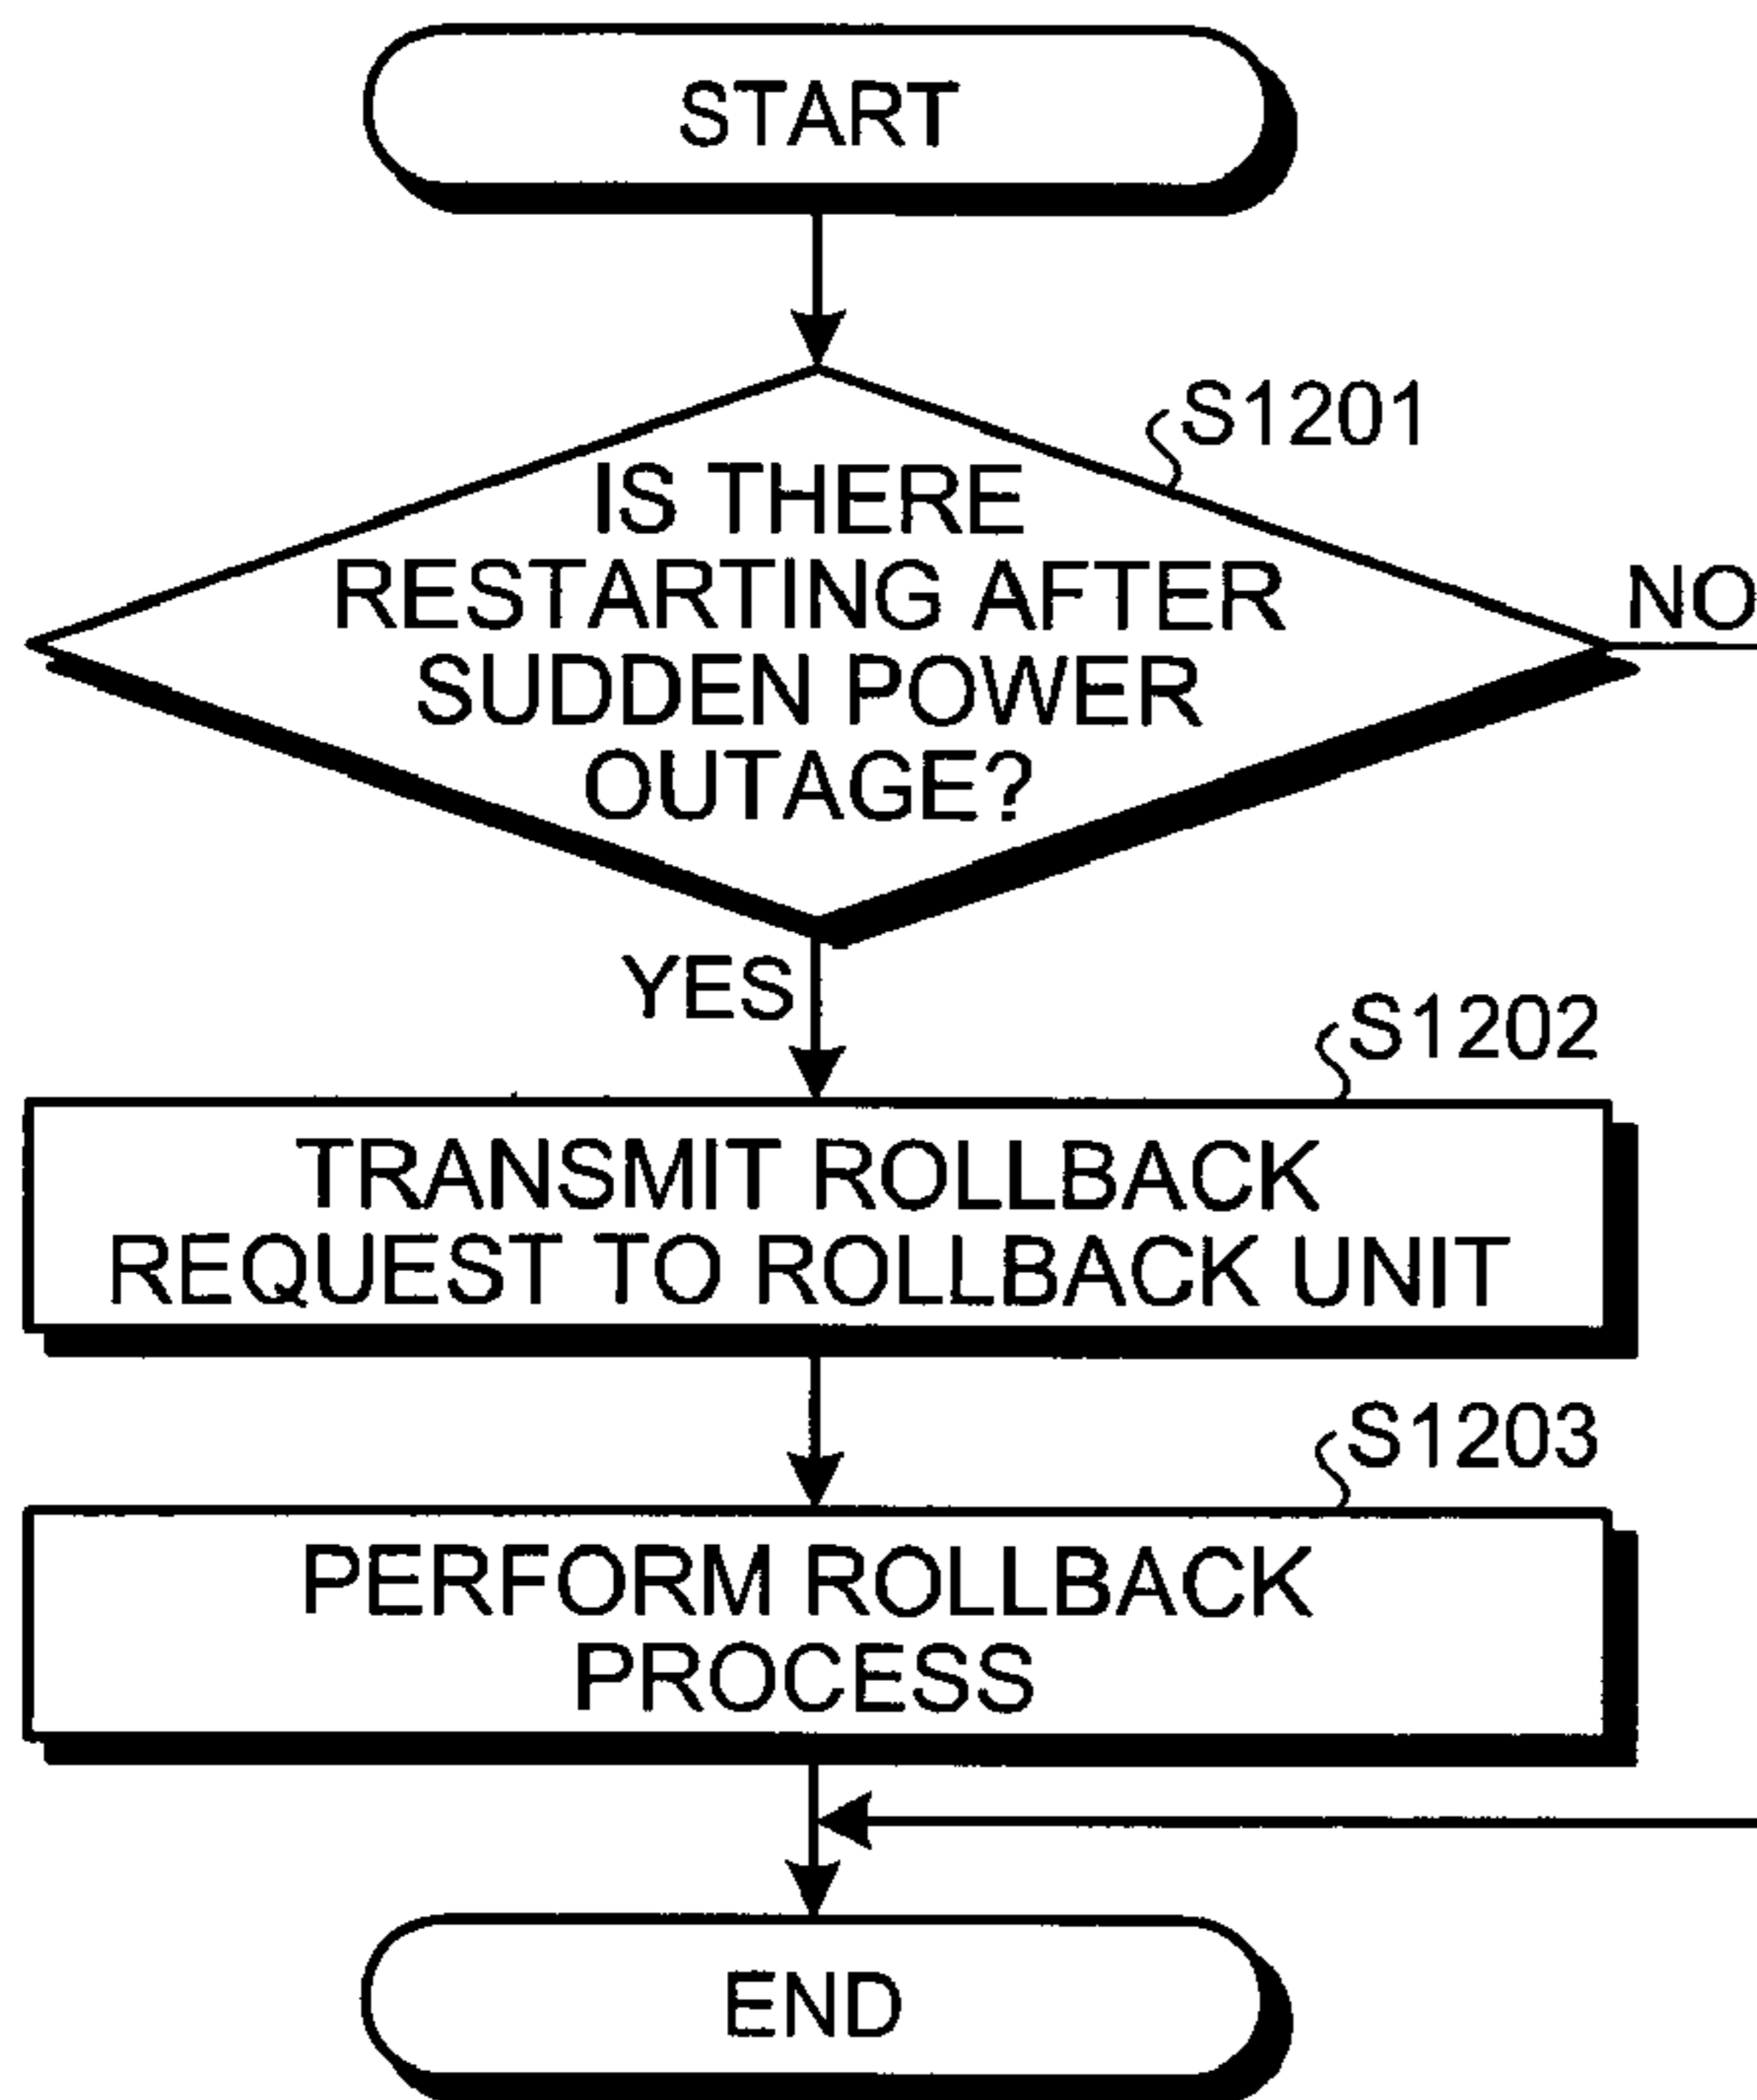 START
S1201
IS THERE
RESTARTING AFTER
SUDDEN POWER
OUTAGE?
NO
YES
S1202
TRANSMIT ROLLBACK
REQUEST TO ROLLBACK UNIT
S1203
PERFORM ROLLBACK
PROCESS
END